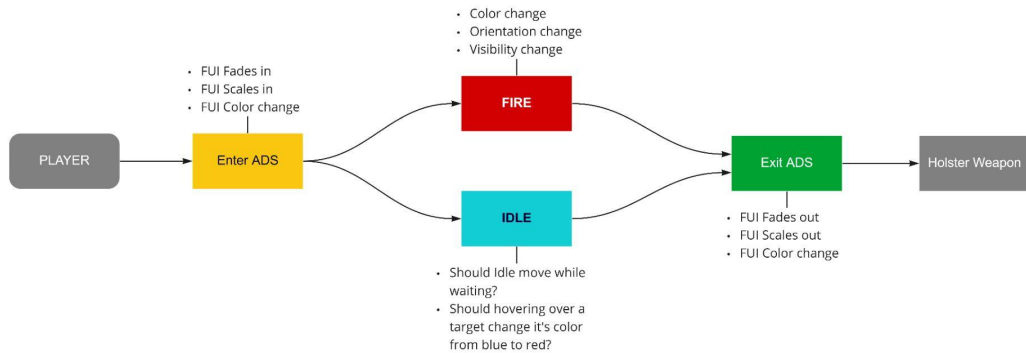 • Color change
• Orientation change
• Visibility change
• FUI Fades in
• FUI Scales in
• FUI Color change
FIRE
PLAYER
Enter ADS
Exit ADS
Holster Weapon
IDLE
• FUI Fades out
• FUI Scales out
• FUI Color change
• Should Idle move while
waiting?
• Should hovering over a
target change it's color
from blue to red?